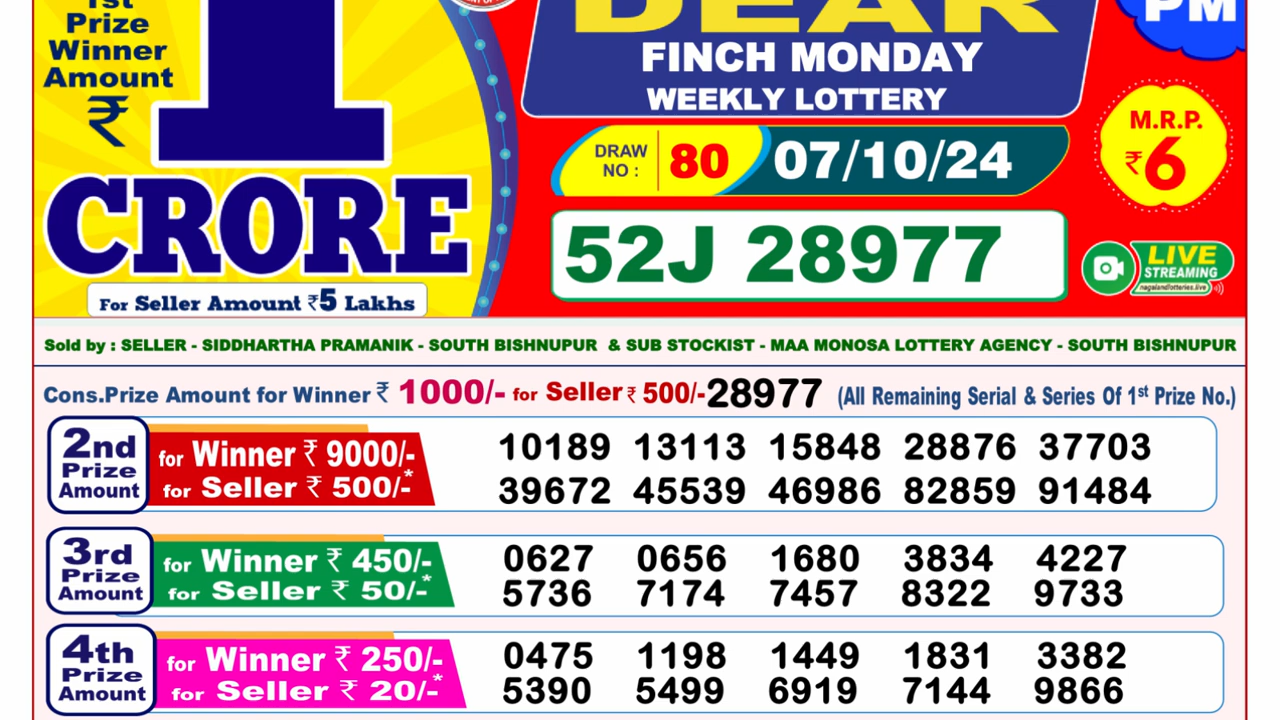 1st
Prize
Winner
Amount
₹
1
CRORE
For Seller Amount ₹5 Lakhs
DEAR
FINCH MONDAY
WEEKLY LOTTERY
PM
DRAW
NO :
80
07/10/24
M.R.P.
₹6
52J 28977
LIVE
STREAMING
nagalandlotteries.live
Sold by : SELLER - SIDDHARTHA PRAMANIK - SOUTH BISHNUPUR & SUB STOCKIST - MAA MONOSA LOTTERY AGENCY - SOUTH BISHNUPUR
Cons.Prize Amount for Winner ₹ 1000/- for Seller ₹ 500/- 28977 (All Remaining Serial & Series Of 1st Prize No.)
2nd
Prize
Amount
for Winner ₹ 9000/-
for Seller ₹ 500/-*
10189 13113 15848 28876 37703
39672 45539 46986 82859 91484
3rd
Prize
Amount
for Winner ₹ 450/-
for Seller ₹ 50/-*
0627 0656 1680 3834 4227
5736 7174 7457 8322 9733
4th
Prize
Amount
for Winner ₹ 250/-
for Seller ₹ 20/-*
0475 1198 1449 1831 3382
5390 5499 6919 7144 9866